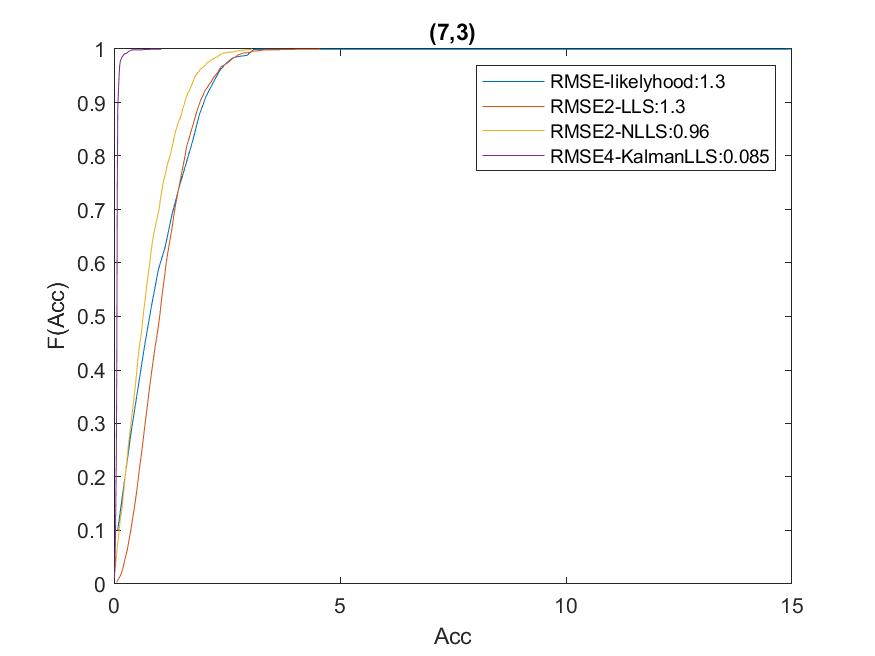 (7,3)
1
0.9
0.8
0.7
0.6
0.5
0.4
0.3
0.2
0.1
0
F(Acc)
RMSE-likelyhood:1.3
RMSE2-LLS:1.3
RMSE2-NLLS:0.96
RMSE4-KalmanLLS:0.085
0 5 10 15
Acc